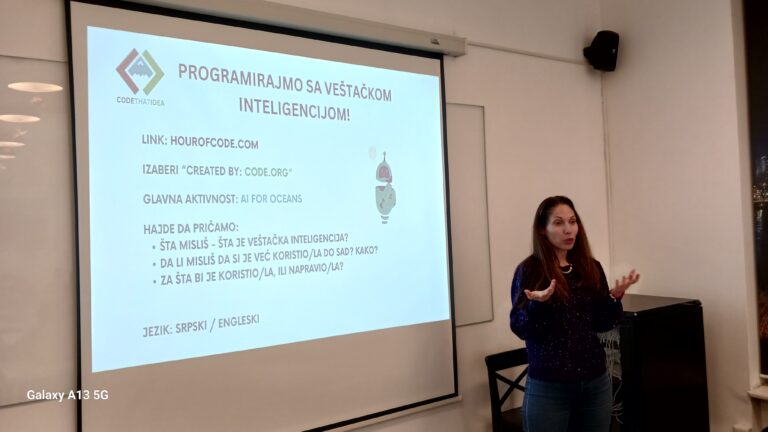 PROGRAMIRAJMO SA VEŠTAČKOM
INTELIGENCIJOM!
CODETHATIDEA
LINK: HOUROFCODE.COM
IZABERI "CREATED BY: CODE.ORG"
GLAVNA AKTIVNOST: AI FOR OCEANS
HAJDE DA PRIČAMO:
• ŠTA MISLIŠ - ŠTA JE VEŠTAČKA INTELIGENCIJA?
• DA LI MISLIŠ DA SI JE VEĆ KORISTIO/LA DO SAD? KAKO?
• ZA ŠTA BI JE KORISTIO/LA, ILI NAPRAVIO/LA?
JEZIK: SRPSKI / ENGLESKI
Galaxy A13 5G